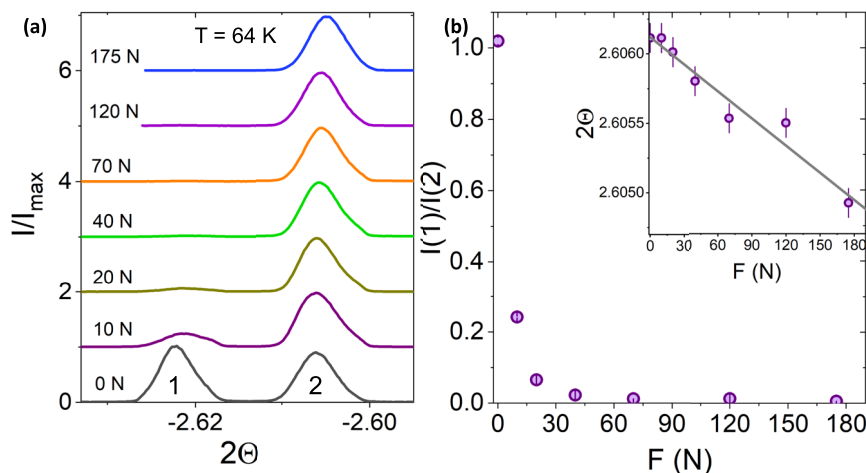 (a)
T = 64 K
175 N
120 N
70 N
40 N
20 N
10 N
0 N
1
2
6
4
2
0
I/Imax
-2.62
-2.60
2Θ
(b)
1.0
0.8
0.6
0.4
0.2
0.0
I(1)/I(2)
0
30
60
90
120
150
180
F (N)
2.6060
2.6055
2.6050
2Θ
0
30
60
90
120
150
180
F (N)